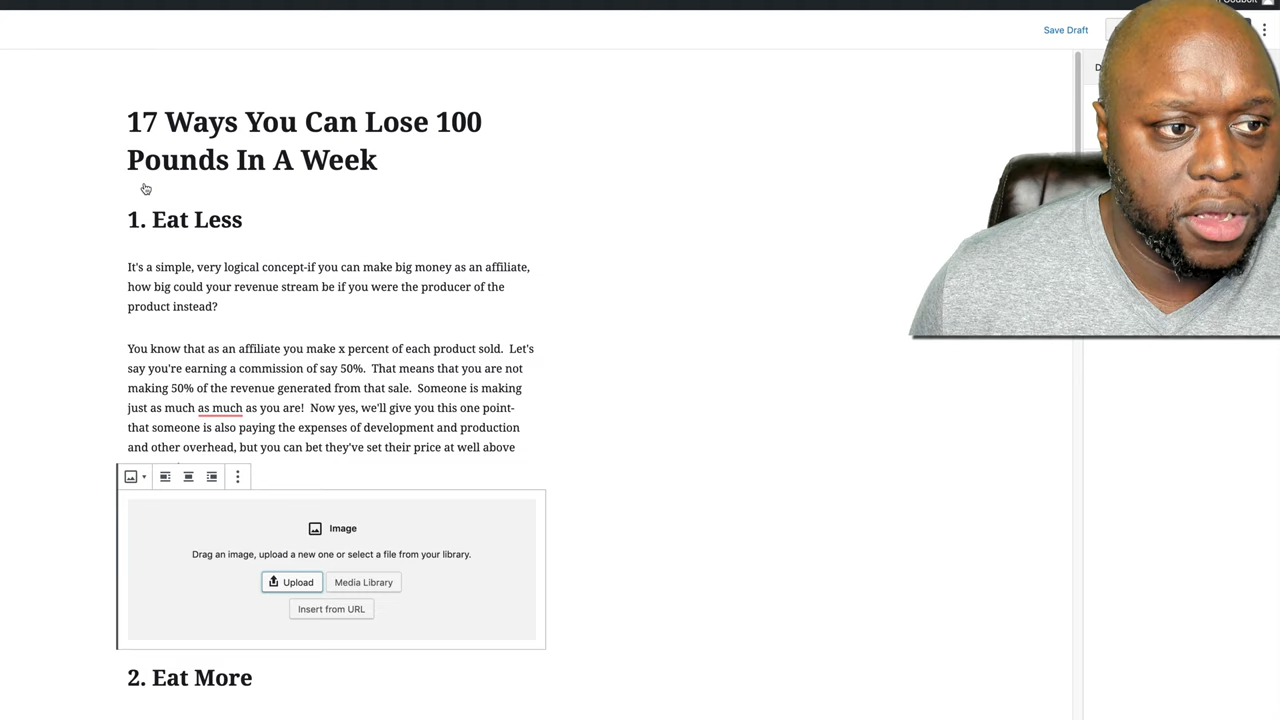 Save Draft
17 Ways You Can Lose 100
Pounds In A Week
1. Eat Less
It's a simple, very logical concept-if you can make big money as an affiliate,
how big could your revenue stream be if you were the producer of the
product instead?
You know that as an affiliate you make x percent of each product sold.  Let's
say you're earning a commission of say 50%.  That means that you are not
making 50% of the revenue generated from that sale.  Someone is making
just as much as much as you are!  Now yes, we'll give you this one point-
that someone is also paying the expenses of development and production
and other overhead, but you can bet they've set their price at well above
Image
Drag an image, upload a new one or select a file from your library.
Upload
Media Library
Insert from URL
2. Eat More